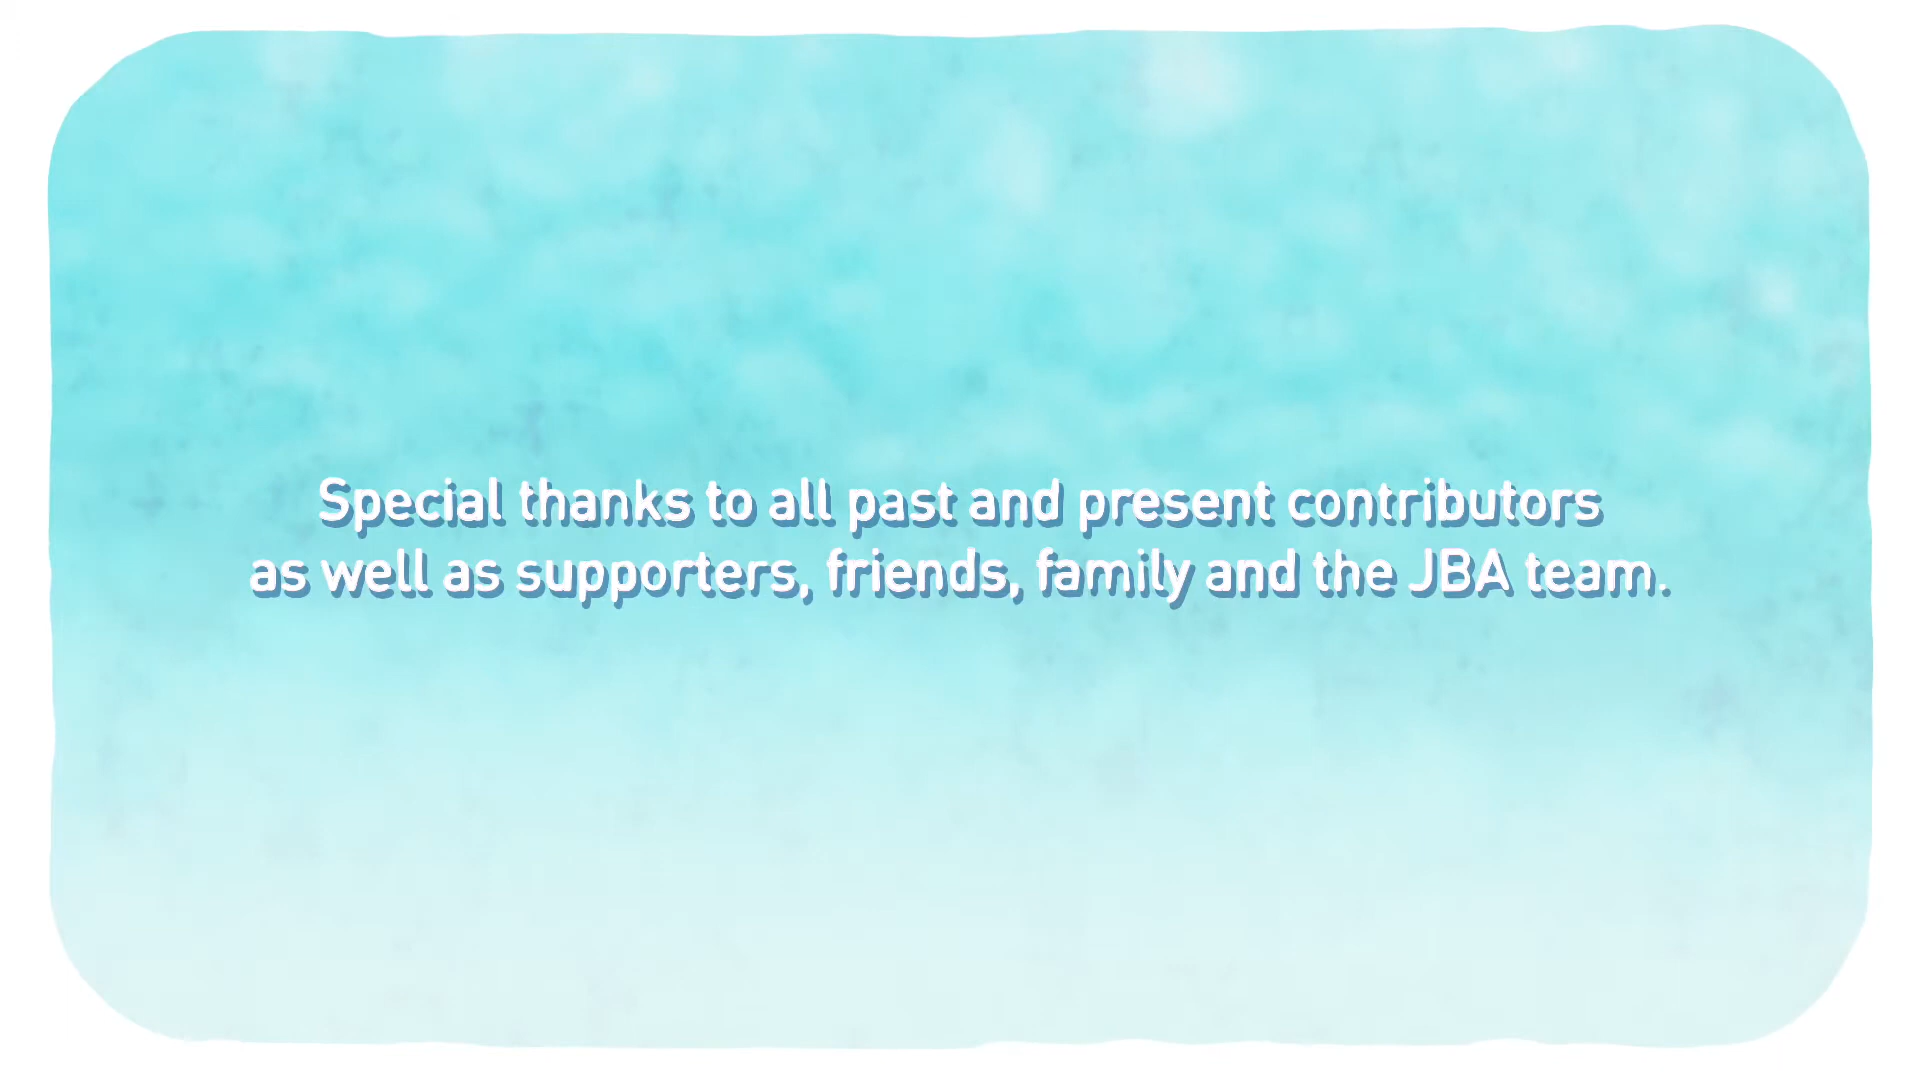 Special thanks to all past and present contributors
as well as supporters, friends, family and the JBA team.